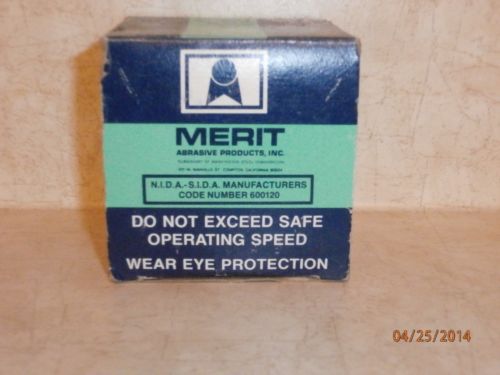 MERIT
ABRASIVE PRODUCTS, INC.
N.I.D.A.-S.I.D.A. MANUFACTURERS
CODE NUMBER 600120
DO NOT EXCEED SAFE
OPERATING SPEED
WEAR EYE PROTECTION
04/25/2014